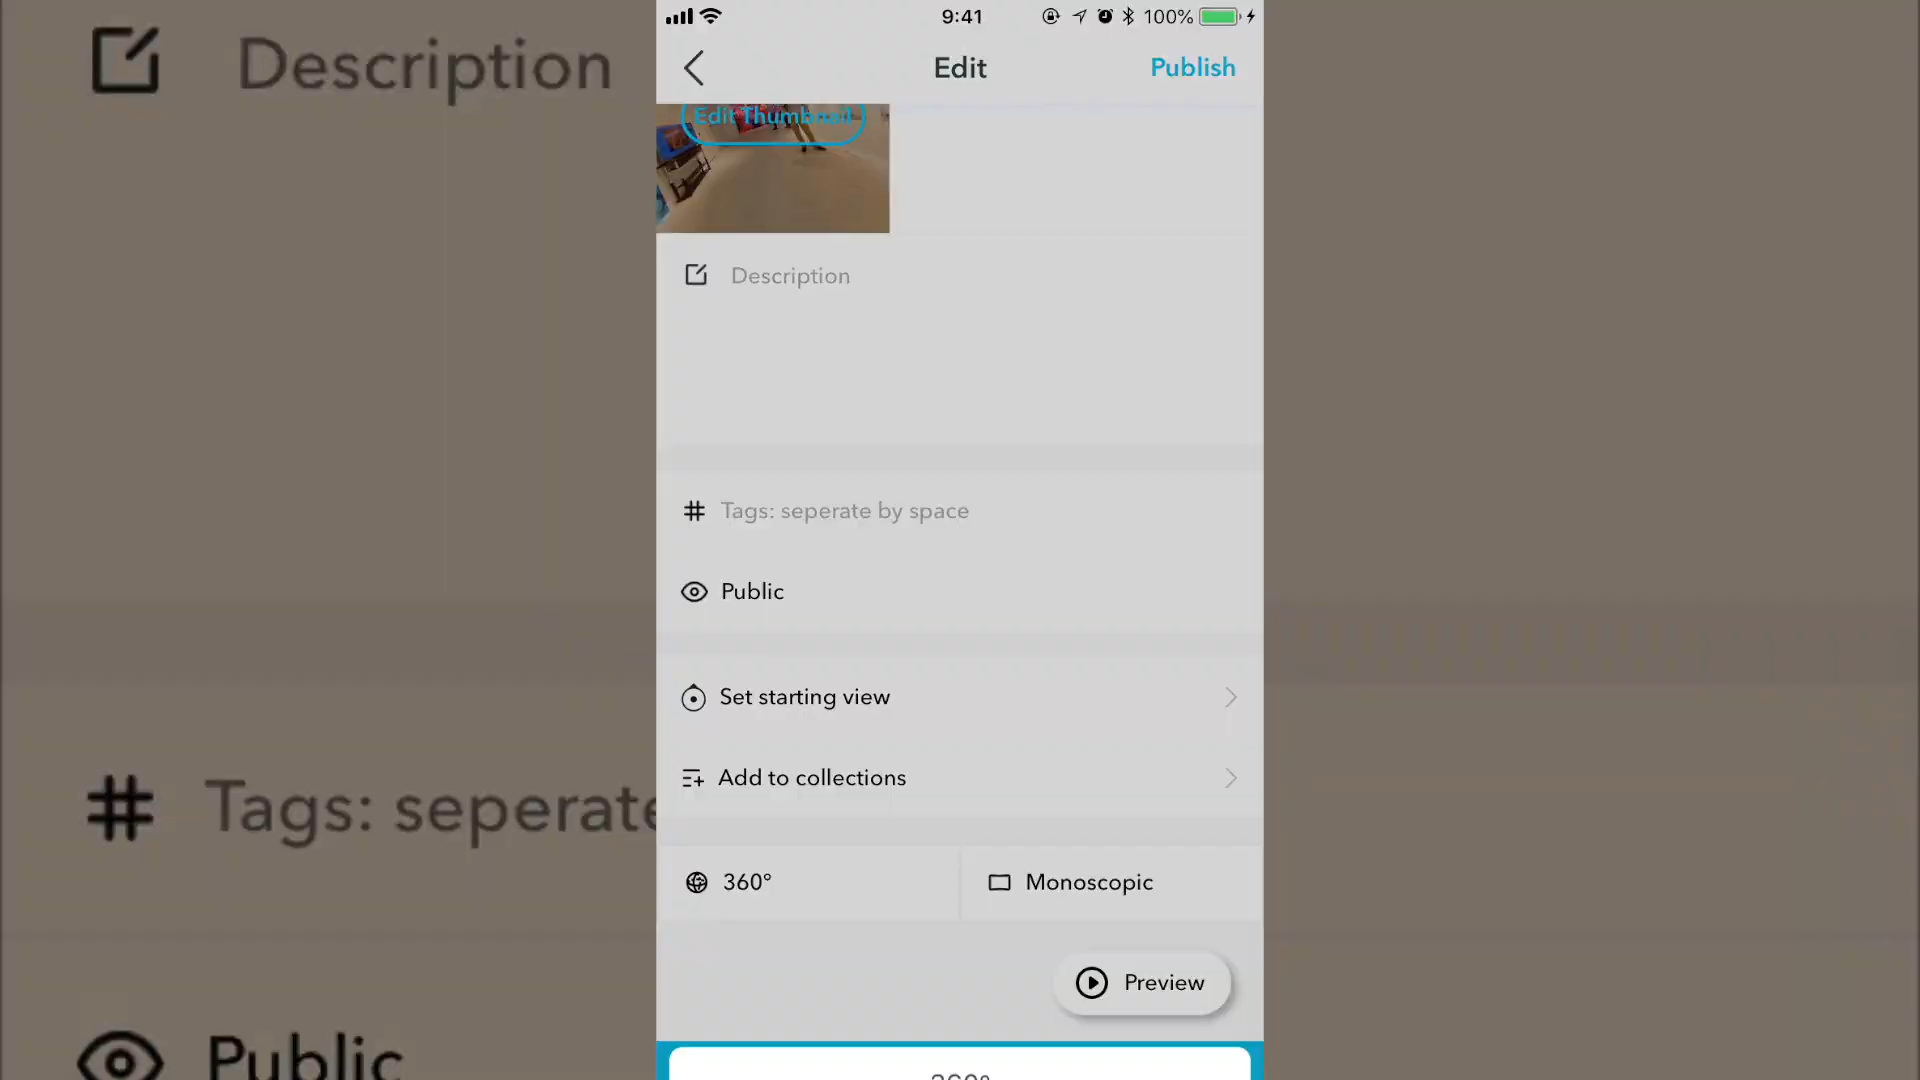 9:41
100%
Edit
Publish
Edit Thumbnail
Description
Tags: seperate by space
Public
Set starting view
Add to collections
360°
Monoscopic
Preview
360°
Description
Tags: seperate
Public